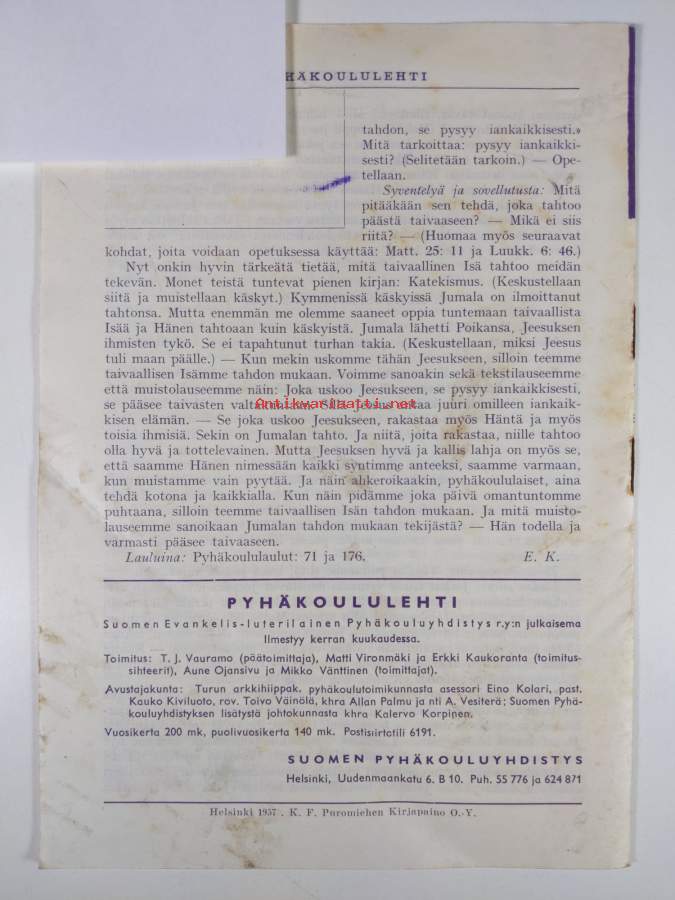 HÄKOULULEHTI
tahdon, se pysyy iankaikkisesti.»
Mitä tarkoittaa: pysyy iankaikki-
sesti? (Selitetään tarkoin.) — Ope-
tellaan.
Syventelyä ja sovellutusta: Mitä
pitääkään sen tehdä, joka tahtoo
päästä taivaaseen? — Mikä ei siis
riitä? — (Huomaa myös seuraavat
kohdat, joita voidaan opetuksessa käyttää: Matt. 25: 11 ja Luukk. 6: 46.)
Nyt onkin hyvin tärkeätä tietää, mitä taivaallinen Isä tahtoo meidän
tekevän. Monet teistä tuntevat pienen kirjan: Katekismus. (Keskustellaan
siitä ja muistellaan käskyt.) Kymmenissä käskyissä Jumala on ilmoittanut
tahtonsa. Mutta enemmän me olemme saaneet oppia tuntemaan taivaallista
Isää ja Hänen tahtoaan kuin käskyistä. Jumala lähetti Poikansa, Jeesuksen
ihmisten tykö. Se ei tapahtunut turhan takia. (Keskustellaan, miksi Jeesus
tuli maan päälle.) — Kun mekin uskomme tähän Jeesukseen, silloin teemme
taivaallisen Isämme tahdon mukaan. Voimme sanoakin sekä tekstilauseemme
että muistolauseemme näin: Joka uskoo Jeesukseen, se pysyy iankaikkisesti,
se pääsee taivasten valtakuntaan. Sillä Jeesus antaa juuri omilleen iankaik-
Antikvariaatti.net
kisen elämän. — Se joka uskoo Jeesukseen, rakastaa myös Häntä ja myös
toisia ihmisiä. Sekin on Jumalan tahto. Ja niitä, joita rakastaa, niille tahtoo
olla hyvä ja tottelevainen. Mutta Jeesuksen hyvä ja kallis lahja on myös se,
että saamme Hänen nimessään kaikki syntimme anteeksi, saamme varmaan,
kun muistamme vain pyytää. Ja näin ahkeroikaakin, pyhäkoululaiset, aina
tehdä kotona ja kaikkialla. Kun näin pidämme joka päivä omantuntomme
puhtaana, silloin teemme taivaallisen Isän tahdon mukaan. Ja mitä muisto-
lauseemme sanoikaan Jumalan tahdon mukaan tekijästä? — Hän todella ja
varmasti pääsee taivaaseen.
Lauluina: Pyhäkoululaulut: 71 ja 176. E. K.
PYHÄKOULULEHTI
Suomen Evankelis-luterilainen Pyhäkouluyhdistys r.y:n julkaisema
Ilmestyy kerran kuukaudessa.
Toimitus: T. J. Vauramo (päätoimittaja), Matti Vironmäki ja Erkki Kaukoranta (toimitus-
sihteerit), Aune Ojansivu ja Mikko Vänttinen (toimittajat).
Avustajakunta: Turun arkkihiippak. pyhäkoulutoimikunnasta asessori Eino Kolari, past.
Kauko Kiviluoto, rov. Toivo Väinölä, khra Allan Palmu ja nti A. Vesiterä; Suomen Pyhä-
kouluyhdistyksen lisätystä johtokunnasta khra Kalervo Korpinen.
Vuosikerta 200 mk, puolivuosikerta 140 mk. Postisiirtotili 6191.
SUOMEN PYHÄKOULUYHDISTYS
Helsinki, Uudenmaankatu 6. B 10. Puh. 55 776 ja 624 871
Helsinki 1957. K. F. Puromiehen Kirjapaino O.-Y.